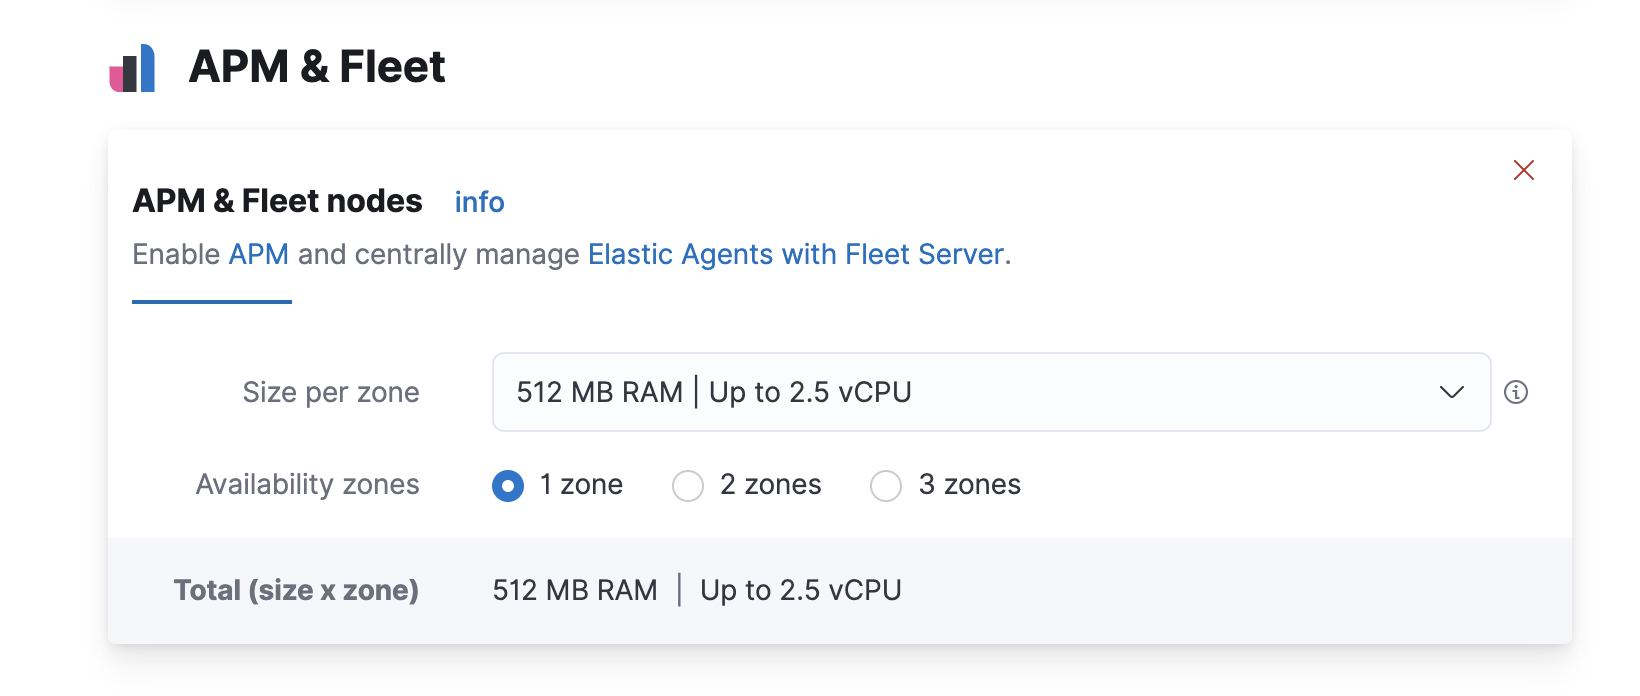 APM & Fleet
APM & Fleet nodes info
Enable APM and centrally manage Elastic Agents with Fleet Server.
Size per zone 512 MB RAM | Up to 2.5 vCPU
Availability zones 1 zone 2 zones 3 zones
Total (size x zone) 512 MB RAM | Up to 2.5 vCPU